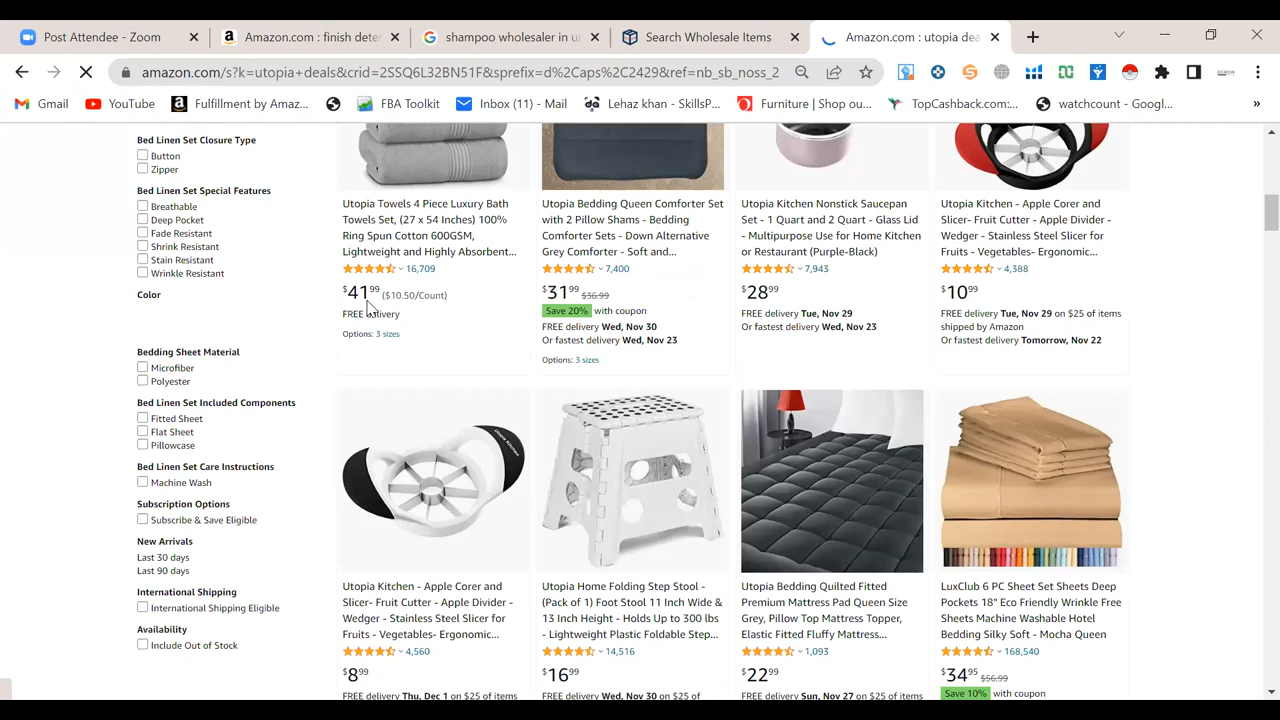 Post Attendee - Zoom
Amazon.com : finish dete
shampoo wholesaler in u
Search Wholesale Items
Amazon.com : utopia dea
amazon.com/s?k=utopia+deals&crid=2SSQ6LS2BN51F&sprefix=d%2Caps%2C2429&ref=nb_sb_noss_2
Gmail
YouTube
Fulfillment by Amaz...
FBA Toolkit
Inbox (11) - Mail
Lehaz khan - SkillsP...
Furniture | Shop ou...
TopCashback.com:...
watchcount - Googl...
»
Bed Linen Set Closure Type
Button
Zipper
Bed Linen Set Special Features
Breathable
Deep Pocket
Fade Resistant
Shrink Resistant
Stain Resistant
Wrinkle Resistant
Color
Bedding Sheet Material
Microfiber
Polyester
Bed Linen Set Included Components
Fitted Sheet
Flat Sheet
Pillowcase
Bed Linen Set Care Instructions
Machine Wash
Subscription Options
Subscribe & Save Eligible
New Arrivals
Last 30 days
Last 90 days
International Shipping
International Shipping Eligible
Availability
Include Out of Stock
Utopia Towels 4 Piece Luxury Bath
Towels Set, (27 x 54 Inches) 100%
Ring Spun Cotton 600GSM,
Lightweight and Highly Absorbent...
16,709
$41 99 ($10.50/Count)
FREE delivery
Options: 3 sizes
Utopia Bedding Queen Comforter Set
with 2 Pillow Shams - Bedding
Comforter Sets - Down Alternative
Grey Comforter - Soft and...
7,400
$31 99 $36.99
Save 20% with coupon
FREE delivery Wed, Nov 30
Or fastest delivery Wed, Nov 23
Options: 3 sizes
Utopia Kitchen Nonstick Saucepan
Set - 1 Quart and 2 Quart - Glass Lid
- Multipurpose Use for Home Kitchen
or Restaurant (Purple-Black)
7,943
$28 99
FREE delivery Tue, Nov 29
Or fastest delivery Wed, Nov 23
Utopia Kitchen - Apple Corer and
Slicer- Fruit Cutter - Apple Divider -
Wedger - Stainless Steel Slicer for
Fruits - Vegetables- Ergonomic...
4,388
$10 99
FREE delivery Tue, Nov 29 on $25 of items
shipped by Amazon
Or fastest delivery Tomorrow, Nov 22
Utopia Kitchen - Apple Corer and
Slicer- Fruit Cutter - Apple Divider -
Wedger - Stainless Steel Slicer for
Fruits - Vegetables- Ergonomic...
4,560
$8 99
FREE delivery Thu, Dec 1 on $25 of items
Utopia Home Folding Step Stool -
(Pack of 1) Foot Stool 11 Inch Wide &
13 Inch Height - Holds Up to 300 lbs
- Lightweight Plastic Foldable Step...
14,516
$16 99
FREE delivery Wed, Nov 30 on $25 of
Utopia Bedding Quilted Fitted
Premium Mattress Pad Queen Size
Grey, Pillow Top Mattress Topper,
Elastic Fitted Fluffy Mattress...
1,093
$22 99
FREE delivery Sun, Nov 27 on $25 of items
LuxClub 6 PC Sheet Set Sheets Deep
Pockets 18" Eco Friendly Wrinkle Free
Sheets Machine Washable Hotel
Bedding Silky Soft - Mocha Queen
168,540
$34 95 $56.99
Save 10% with coupon